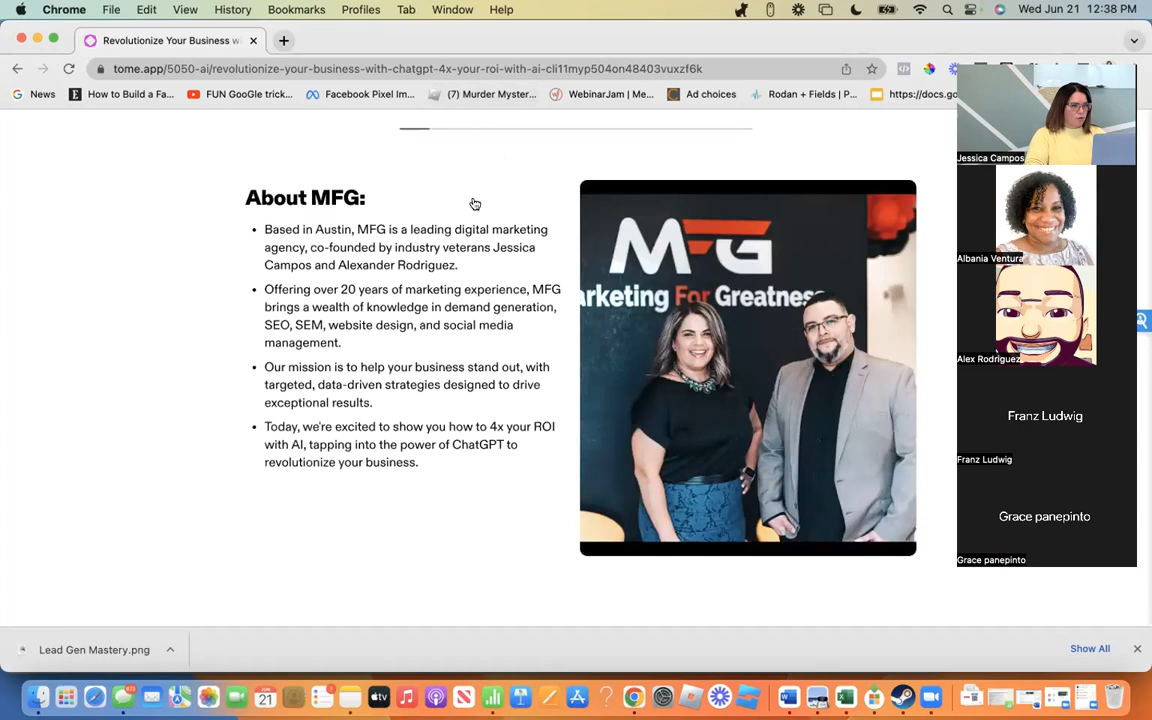 Chrome File Edit View History Bookmarks Profiles Tab Window Help
Wed Jun 21 12:38 PM
Revolutionize Your Business wi
tome.app/5050-ai/revolutionize-your-business-with-chatgpt-4x-your-roi-with-ai-cli11myp504on48403vuxzf6k
News How to Build a Fa... FUN GooGle trick... Facebook Pixel Im... (7) Murder Myster... WebinarJam | Me... Ad choices Rodan + Fields | P... https://docs.go
Jessica Campos
Albania Ventura
Alex Rodriguez
Franz Ludwig
Franz Ludwig
Grace panepinto
Grace panepinto
About MFG:
• Based in Austin, MFG is a leading digital marketing
agency, co-founded by industry veterans Jessica
Campos and Alexander Rodriguez.
• Offering over 20 years of marketing experience, MFG
brings a wealth of knowledge in demand generation,
SEO, SEM, website design, and social media
management.
• Our mission is to help your business stand out, with
targeted, data-driven strategies designed to drive
exceptional results.
• Today, we're excited to show you how to 4x your ROI
with AI, tapping into the power of ChatGPT to
revolutionize your business.
MFG
arketing For Greatness
Lead Gen Mastery.png
Show All
JUN
21
tv